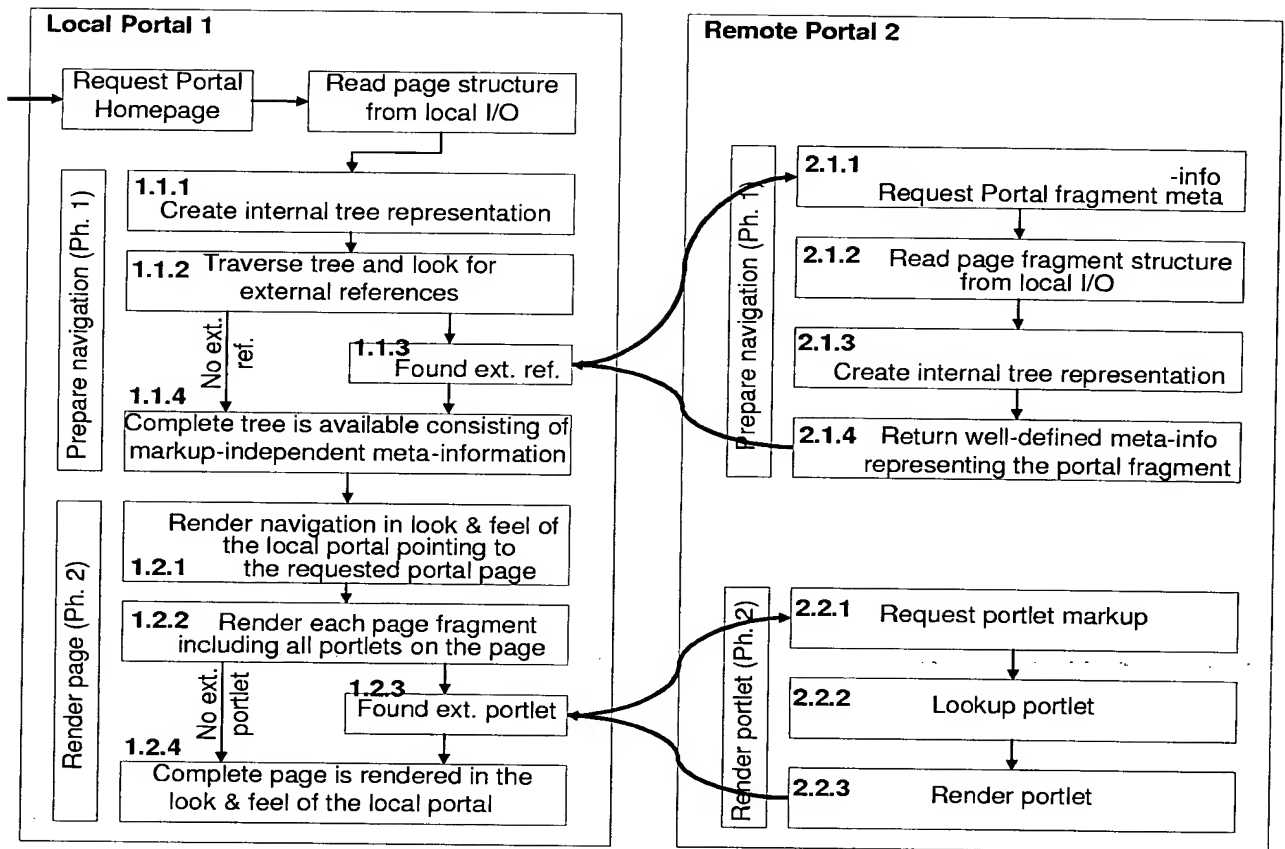 Local Portal 1
Request Portal
Homepage
Read page structure
from local I/O
Prepare navigation (Ph. 1)
1.1.1
Create internal tree representation
1.1.2
Traverse tree and look for
external references
No ext.
ref.
1.1.3
Found ext. ref.
1.1.4
Complete tree is available consisting of
markup-independent meta-information
Render page (Ph. 2)
Render navigation in look & feel of
the local portal pointing to
1.2.1 the requested portal page
1.2.2 Render each page fragment
including all portlets on the page
No ext.
portlet
1.2.3
Found ext. portlet
1.2.4
Complete page is rendered in the
look & feel of the local portal
Remote Portal 2
Prepare navigation (Ph. 1)
2.1.1 -info
Request Portal fragment meta
2.1.2 Read page fragment structure
from local I/O
2.1.3
Create internal tree representation
2.1.4 Return well-defined meta-info
representing the portal fragment
Render portlet (Ph. 2)
2.2.1 Request portlet markup
2.2.2 Lookup portlet
2.2.3 Render portlet